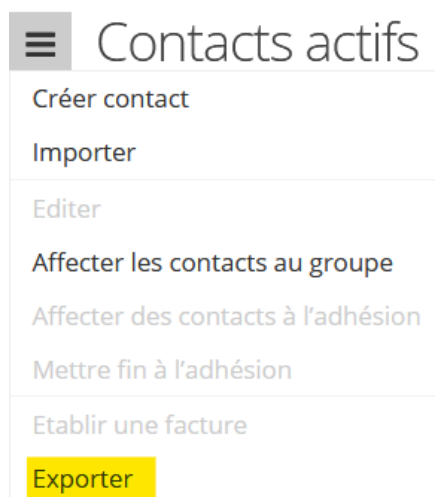 Contacts actifs
Créer contact
Importer
Editer
Affecter les contacts au groupe
Affecter des contacts à l’adhésion
Mettre fin à l’adhésion
Etablir une facture
Exporter